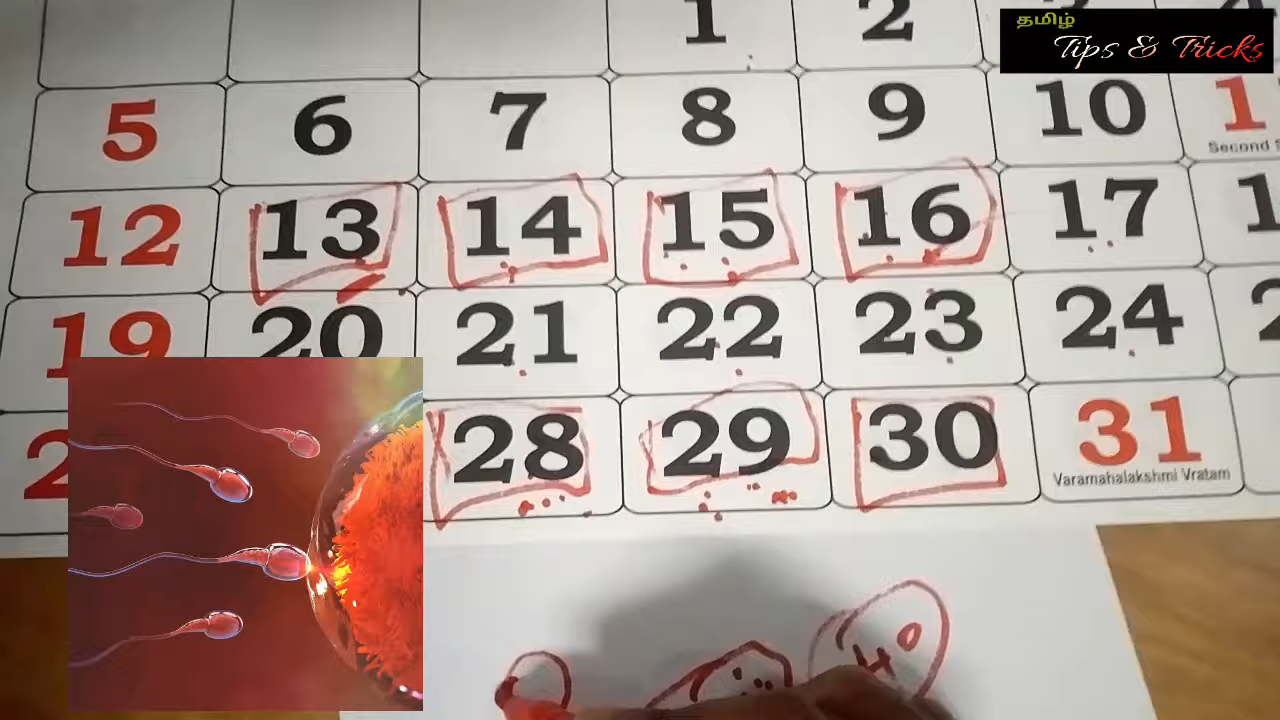 தமிழ்
Tips & Tricks
1 2
5 6 7 8 9 10
Second
12 13 14 15 16 17
19 20 21 22 23 24
28 29 30 31
Varamahalakshmi Vratam
40